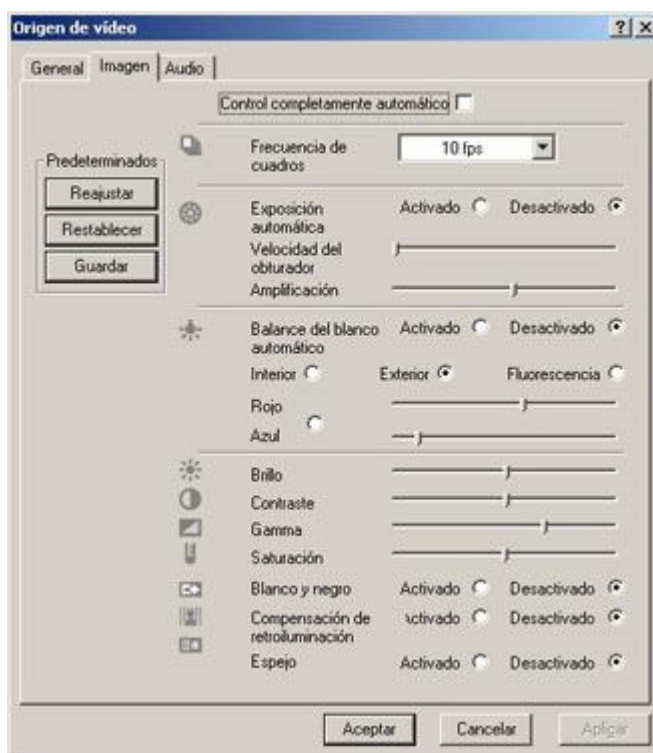 Origen de vídeo
General Imagen Audio
Control completamente automático
Predeterminados
Reajustar
Restablecer
Guardar
Frecuencia de
cuadros
10 fps
Exposición
automática
Activado Desactivado
Velocidad del
obturador
Amplificación
Balance del blanco
automático
Activado Desactivado
Interior Exterior Fluorescencia
Rojo
Azul
Brillo
Contraste
Gamma
Saturación
Blanco y negro Activado Desactivado
Compensación de
retroiluminación
Activado Desactivado
Espejo Activado Desactivado
Aceptar Cancelar Aplicar